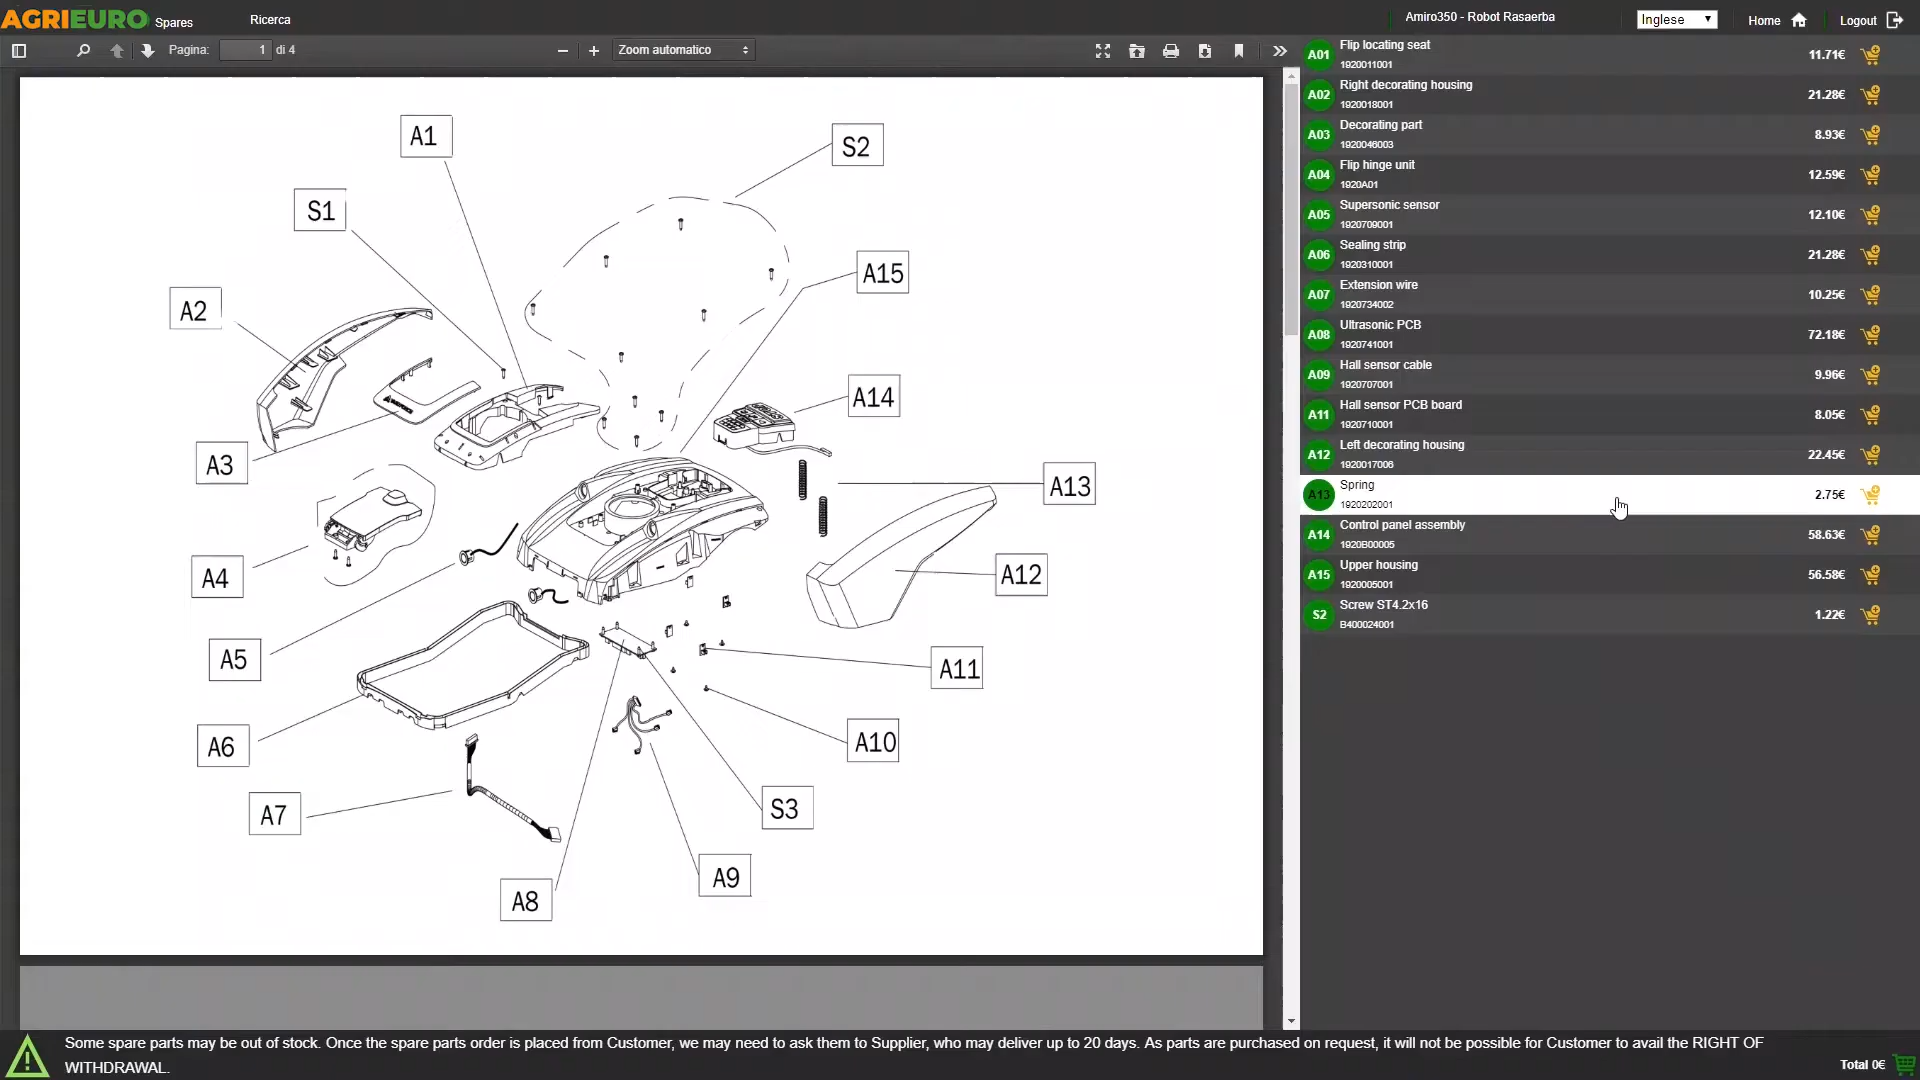 AGRIEURO Spares
Ricerca
Amiro350 - Robot Rasaerba
Inglese
Home
Logout
Pagina: 1 di 4
Zoom automatico
A1
S2
S1
A15
A2
A14
A3
A13
A4
A12
A5
A11
A6
A10
A7
S3
A9
A8
A01 Flip locating seat 11.71€
1920011001
A02 Right decorating housing 21.28€
1920018001
A03 Decorating part 8.93€
1920046003
A04 Flip hinge unit 12.59€
1920A01
A05 Supersonic sensor 12.10€
1920709001
A06 Sealing strip 21.28€
1920310001
A07 Extension wire 10.25€
1920734002
A08 Ultrasonic PCB 72.18€
1920741001
A09 Hall sensor cable 9.96€
1920707001
A11 Hall sensor PCB board 8.05€
1920710001
A12 Left decorating housing 22.45€
1920017006
A13 Spring 2.75€
1920202001
A14 Control panel assembly 58.63€
1920B00005
A15 Upper housing 56.58€
1920005001
S2 Screw ST4.2x16 1.22€
B400024001
Some spare parts may be out of stock. Once the spare parts order is placed from Customer, we may need to ask them to Supplier, who may deliver up to 20 days. As parts are purchased on request, it will not be possible for Customer to avail the RIGHT OF
WITHDRAWAL.
Total 0€